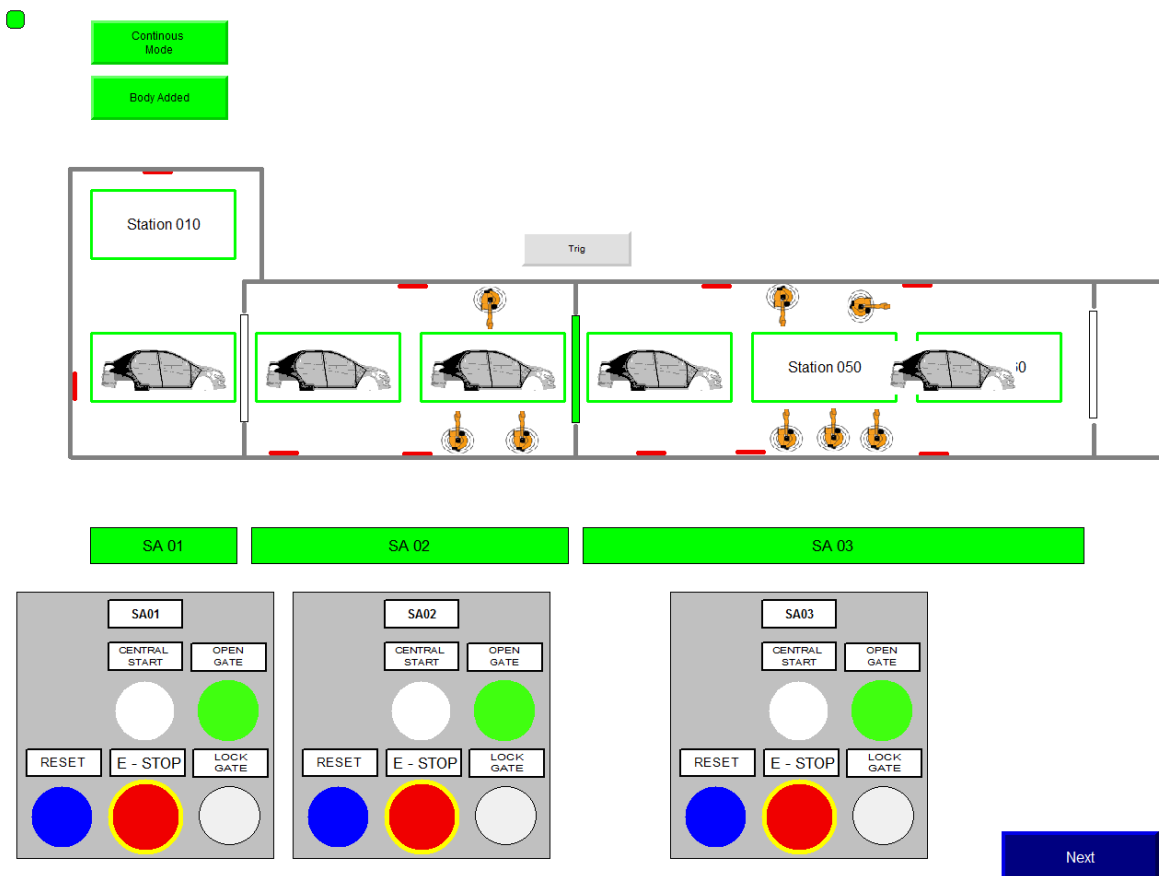 Continous
Mode
Body Added
Station 010
Trig
Station 050
60
SA 01
SA 02
SA 03
SA01
CENTRAL
START
OPEN
GATE
RESET
E - STOP
LOCK
GATE
SA02
CENTRAL
START
OPEN
GATE
RESET
E - STOP
LOCK
GATE
SA03
CENTRAL
START
OPEN
GATE
RESET
E - STOP
LOCK
GATE
Next